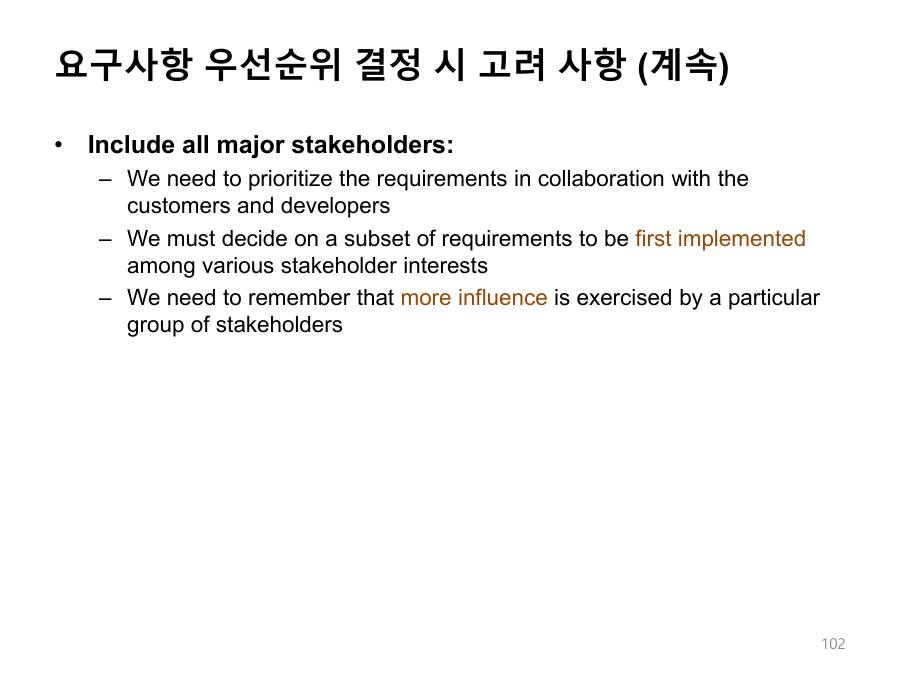 요구사항 우선순위 결정 시 고려 사항 (계속)
• Include all major stakeholders:
– We need to prioritize the requirements in collaboration with the
customers and developers
– We must decide on a subset of requirements to be first implemented
among various stakeholder interests
– We need to remember that more influence is exercised by a particular
group of stakeholders
102